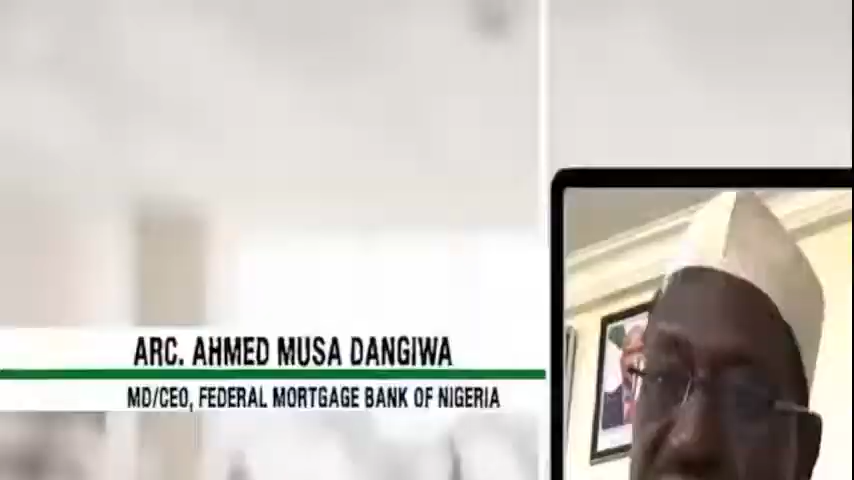 ARC. AHMED MUSA DANGIWA
MD/CEO, FEDERAL MORTGAGE BANK OF NIGERIA